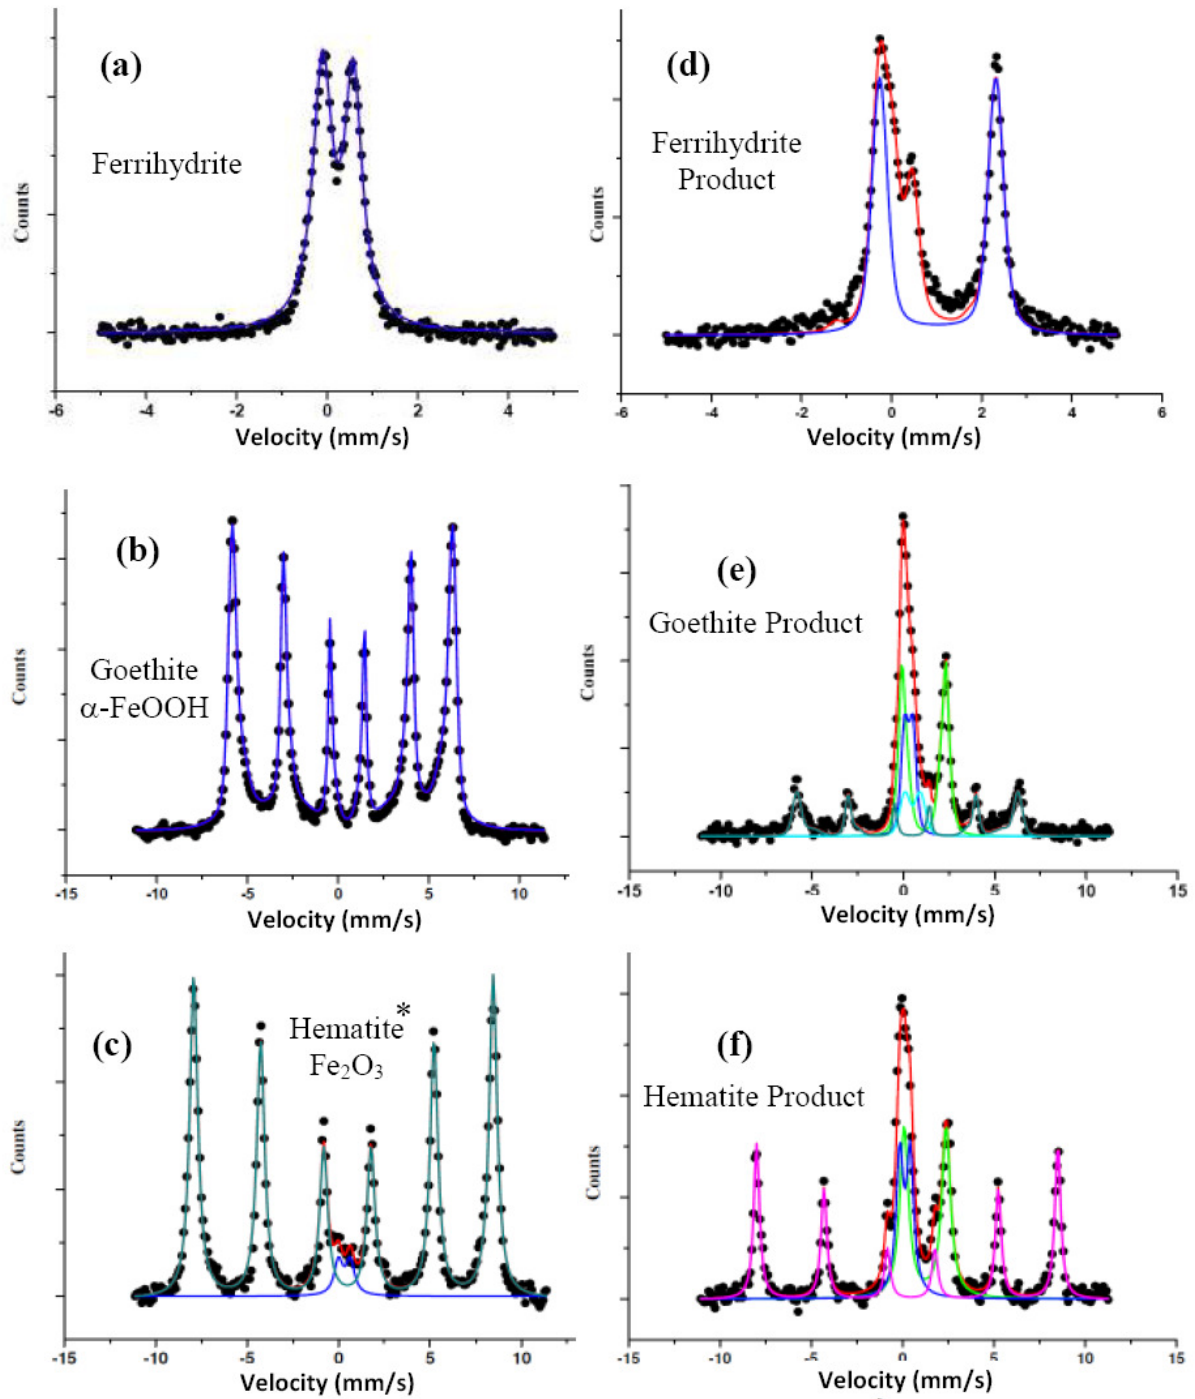 (a)
Ferrihydrite
Counts
-6 -4 -2 0 2 4
Velocity (mm/s)
(d)
Ferrihydrite
Product
Counts
-6 -4 -2 0 2 4 6
Velocity (mm/s)
(b)
Goethite
α-FeOOH
Counts
-15 -10 -5 0 5 10
Velocity (mm/s)
(e)
Goethite Product
Counts
-15 -10 -5 0 5 10 15
Velocity (mm/s)
(c)
Hematite*
Fe₂O₃
Counts
-15 -10 -5 0 5 10
Velocity (mm/s)
(f)
Hematite Product
Counts
-15 -10 -5 0 5 10 15
Velocity (mm/s)